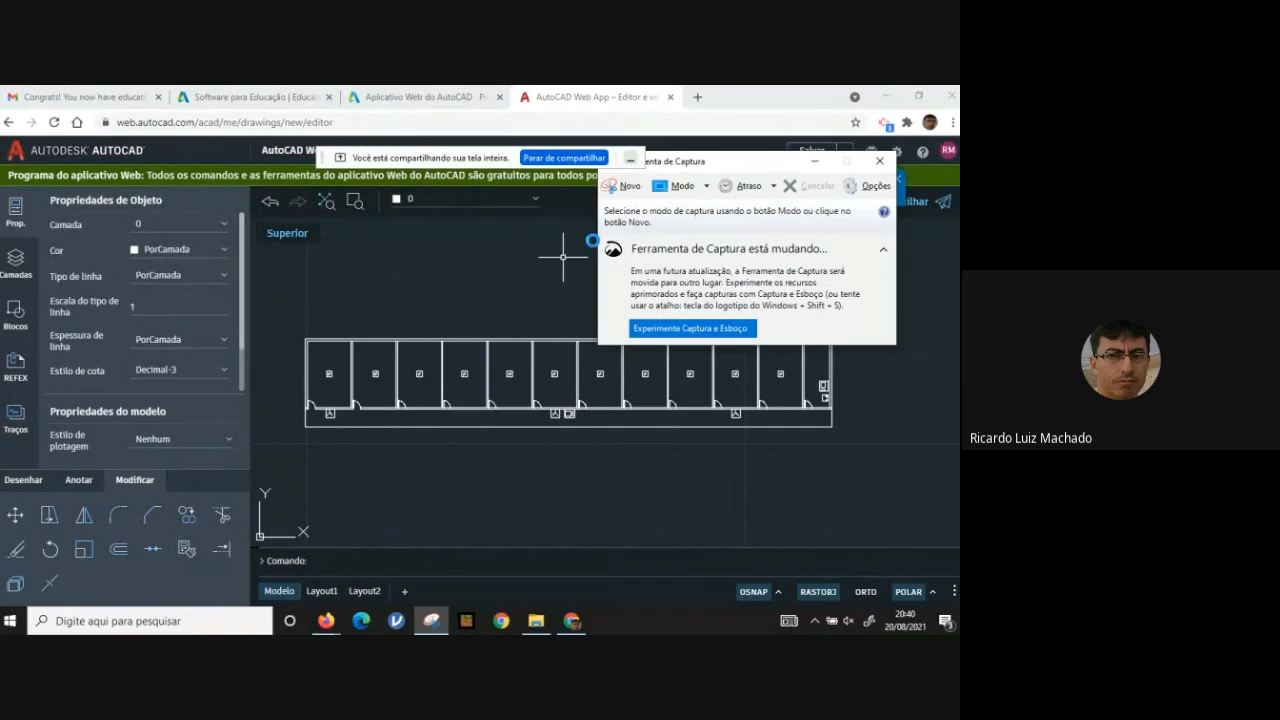 Congrats! You now have educati
Software para Educação | Educat
Aplicativo Web do AutoCAD
AutoCAD Web App – Editor e vi
web.autocad.com/acad/me/drawings/new/editor
AUTODESK AUTOCAD
AutoCAD W
Você está compartilhando sua tela inteira.
Parar de compartilhar
nta de Captura
RM
Programa do aplicativo Web: Todos os comandos e as ferramentas do aplicativo Web do AutoCAD são gratuitos para todos po
Novo
Modo
Atraso
Cancelar
Opções
Selecione o modo de captura usando o botão Modo ou clique no
botão Novo.
Ferramenta de Captura está mudando...
Em uma futura atualização, a Ferramenta de Captura será
movida para outro lugar. Experimente os recursos
aprimorados e faça capturas com Captura e Esboço (ou tente
usar o atalho: tecla do logotipo do Windows + Shift + S).
Experimente Captura e Esboço
ilhar
0
Superior
Prop.
Camadas
Blocos
REFEX
Traços
Propriedades de Objeto
Camada 0
Cor PorCamada
Tipo de linha PorCamada
Escala do tipo de
linha 1
Espessura de
linha PorCamada
Estilo de cota Decimal-3
Propriedades do modelo
Estilo de
plotagem Nenhum
Desenhar Anotar Modificar
Y
X
Comando:
Modelo Layout1 Layout2 +
OSNAP RASTOBJ ORTO POLAR
Digite aqui para pesquisar
20:40
20/08/2021
Ricardo Luiz Machado